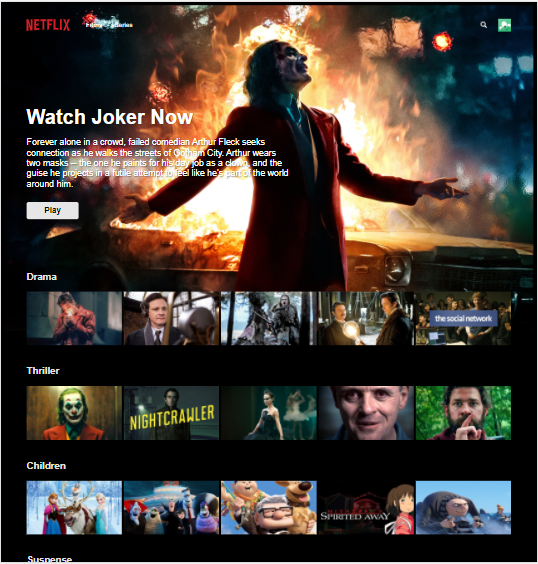 NETFLIX
Films Series
Watch Joker Now
Forever alone in a crowd, failed comedian Arthur Fleck seeks
connection as he walks the streets of Gotham City. Arthur wears
two masks -- the one he paints for his day job as a clown, and the
guise he projects in a futile attempt to feel like he's part of the world
around him.
Play
Drama
the social network
Thriller
NIGHTCRAWLER
Children
SPIRITED AWAY
Suspense